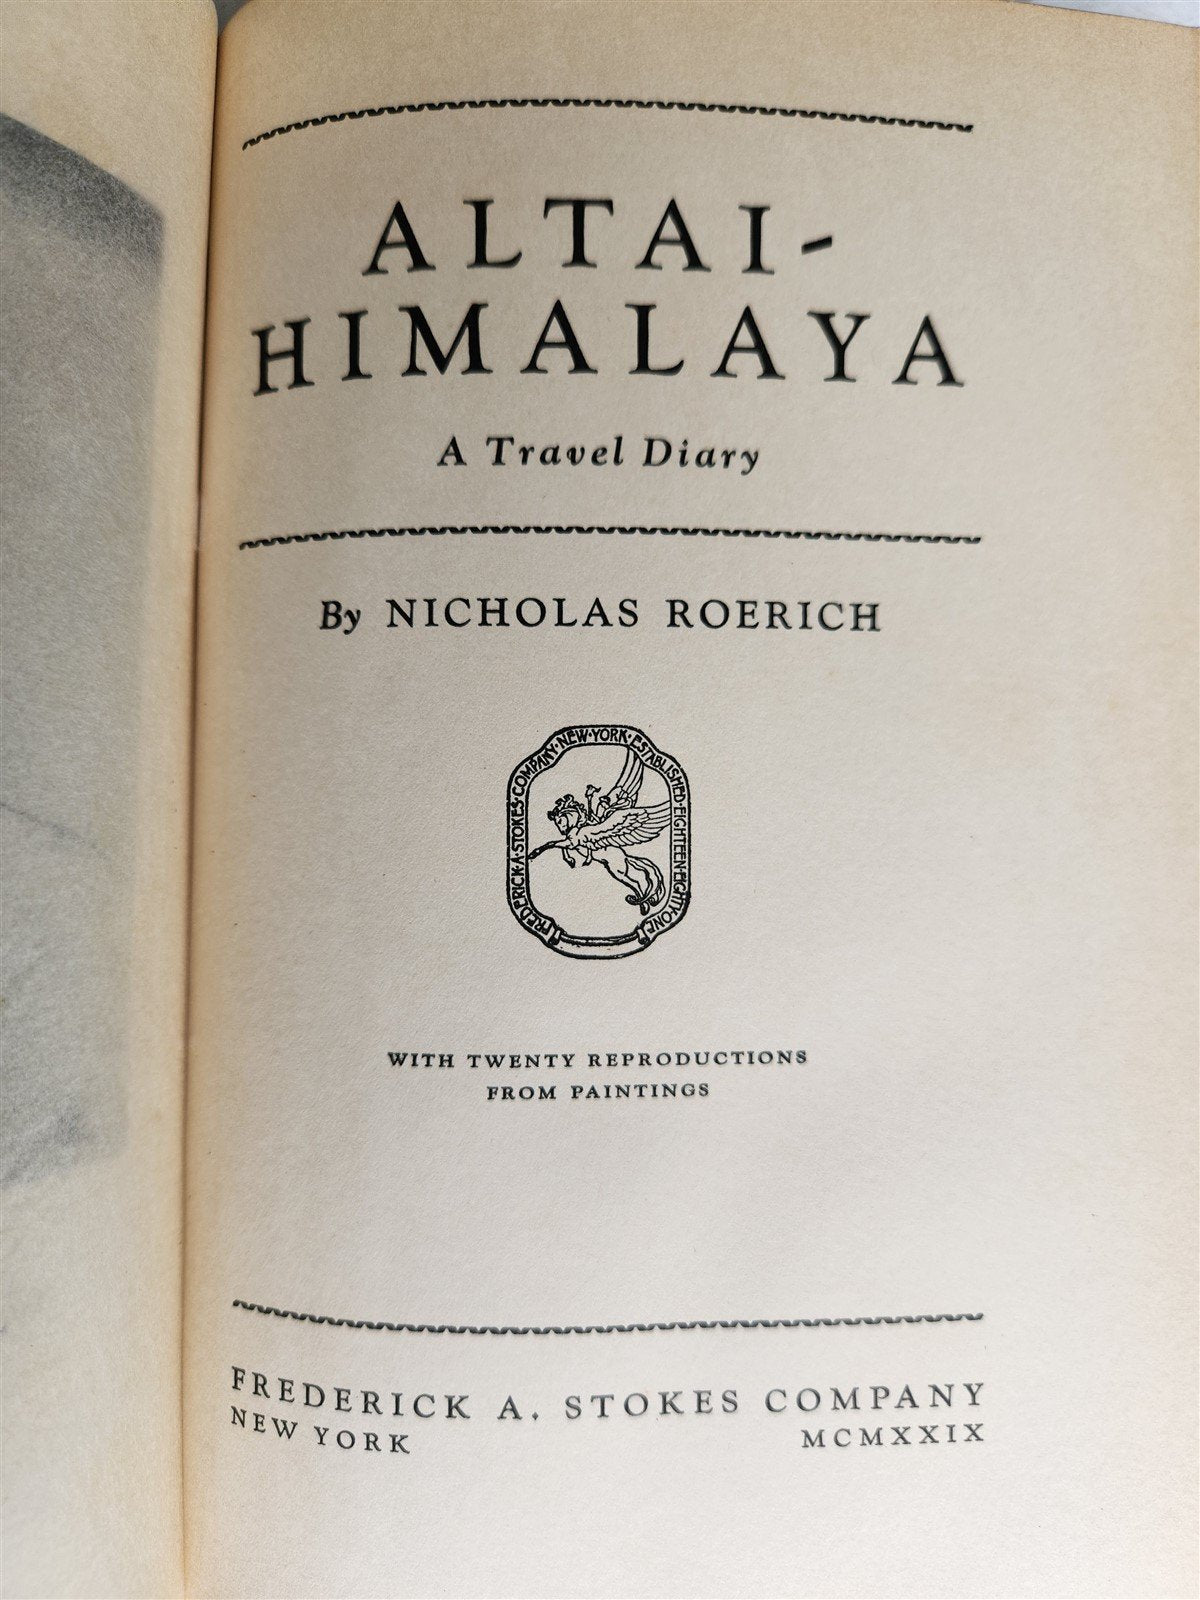 ALTAI-
HIMALAYA
A Travel Diary
By NICHOLAS ROERICH
FREDERICK·A·STOKES·COMPANY·NEW·YORK·ESTABLISHED·EIGHTEEN·EIGHTY·ONE
WITH TWENTY REPRODUCTIONS
FROM PAINTINGS
FREDERICK A. STOKES COMPANY
NEW YORK MCMXXIX